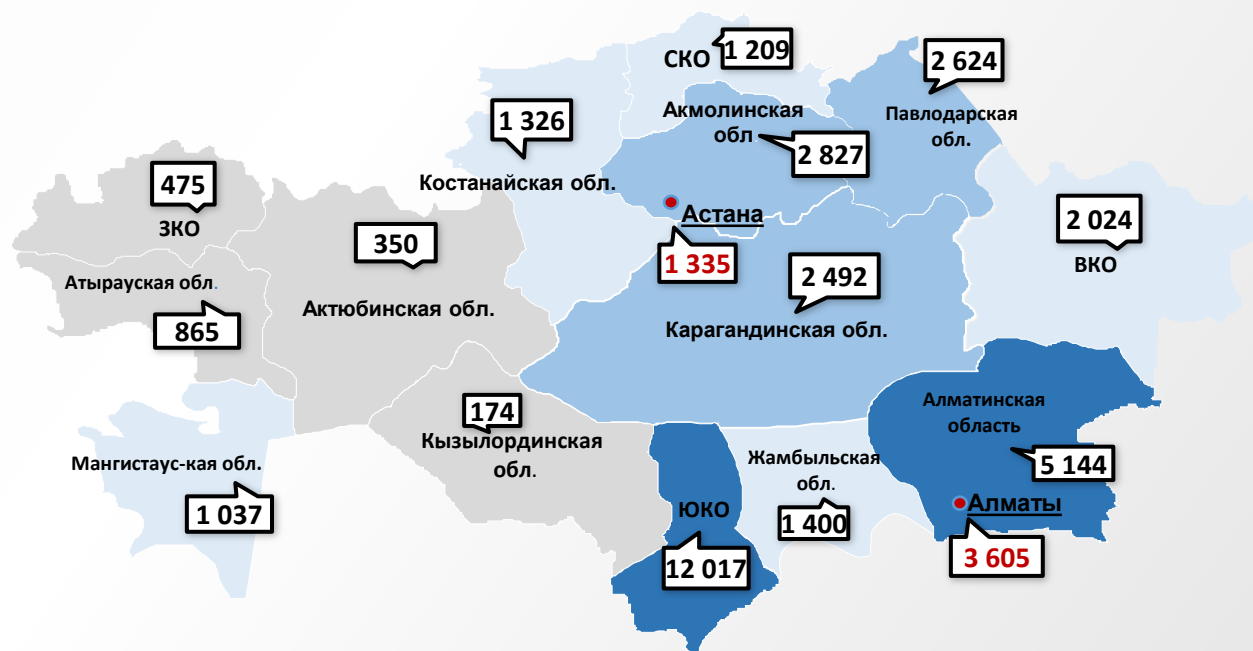 СКО
1 209
2 624
Акмолинская
обл
Павлодарская
обл.
1 326
2 827
Костанайская обл.
475
ЗКО
Астана
1 335
2 024
ВКО
350
Атырауская обл.
865
Актюбинская обл.
2 492
Карагандинская обл.
174
Кызылординская
обл.
Алматинская
область
5 144
Мангистаус-кая обл.
1 037
Жамбыльская
обл.
1 400
ЮКО
12 017
Алматы
3 605